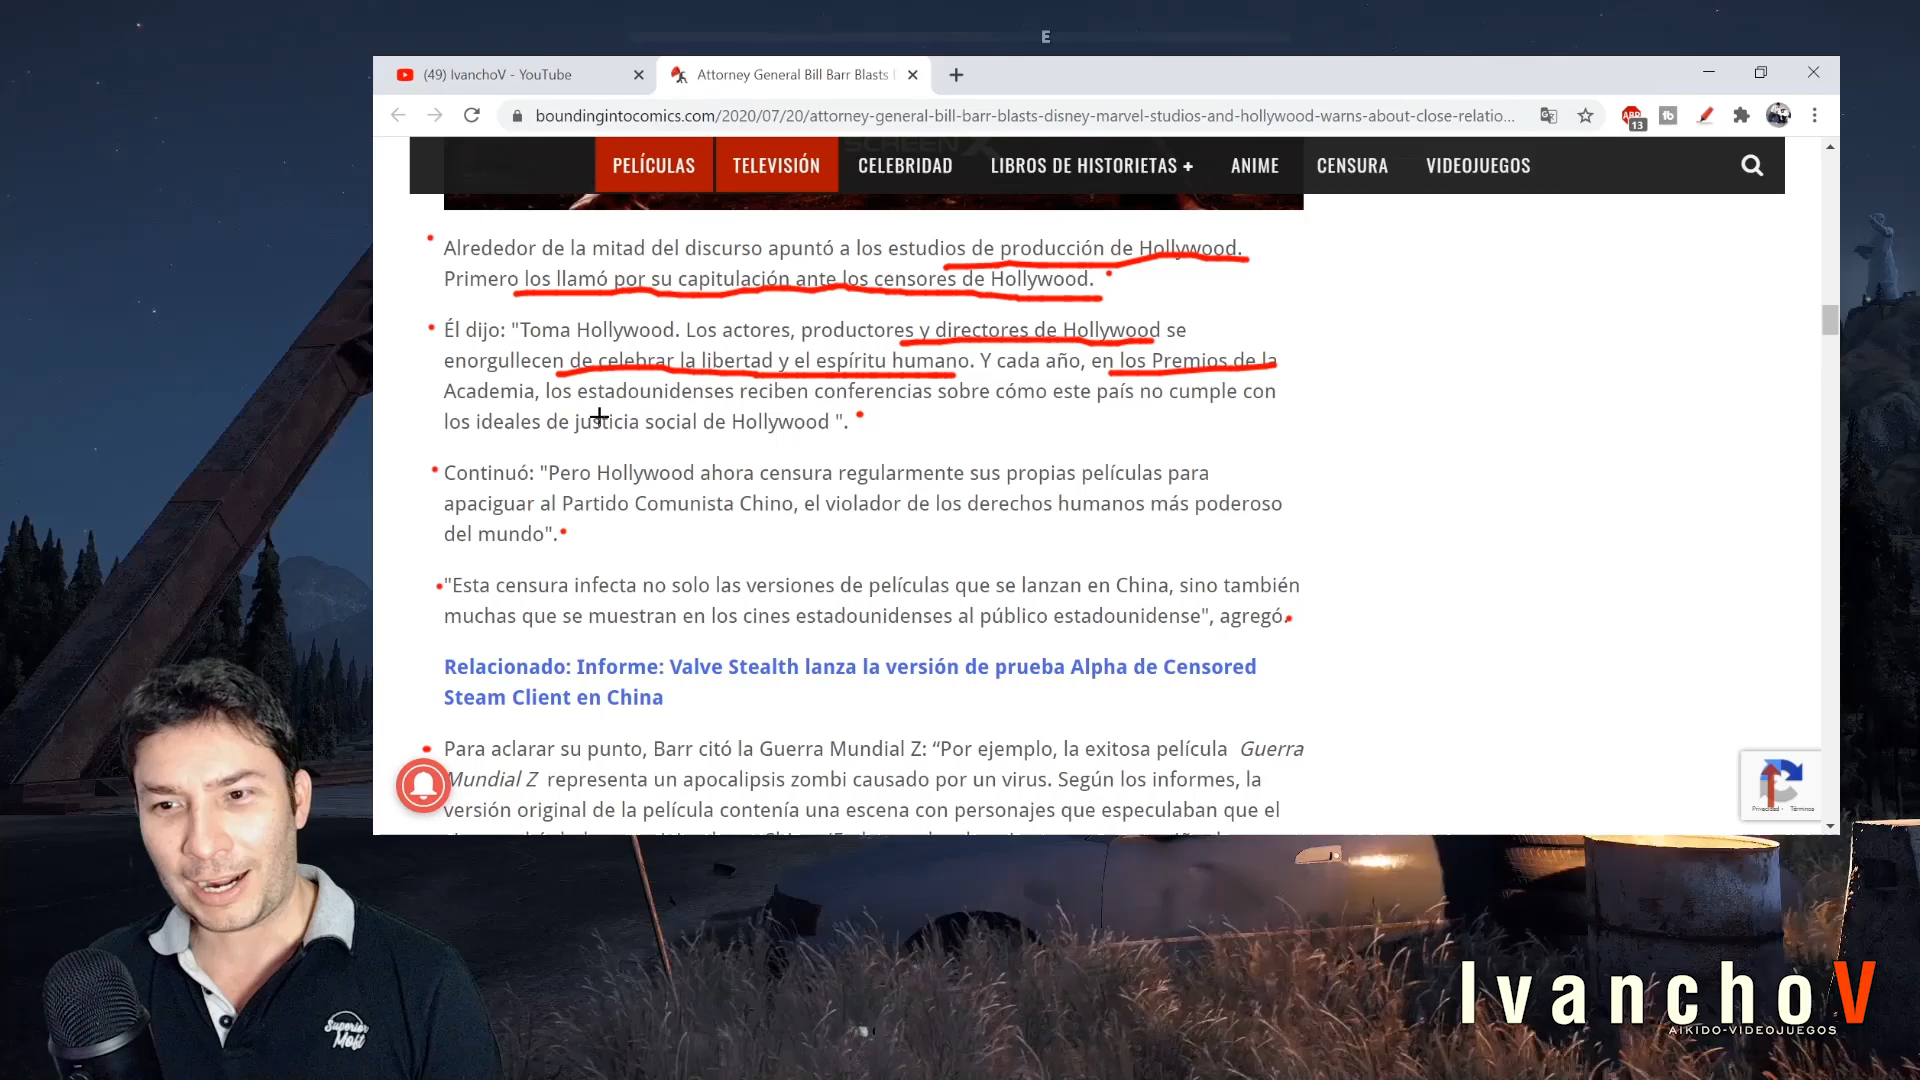 E
(49) IvanchoV - YouTube
Attorney General Bill Barr Blasts
boundingintocomics.com/2020/07/20/attorney-general-bill-barr-blasts-disney-marvel-studios-and-hollywood-warns-about-close-relatio...
ABP
13
tb
SCREENX
PELÍCULAS
TELEVISIÓN
CELEBRIDAD
LIBROS DE HISTORIETAS +
ANIME
CENSURA
VIDEOJUEGOS
Alrededor de la mitad del discurso apuntó a los estudios de producción de Hollywood.
Primero los llamó por su capitulación ante los censores de Hollywood.
Él dijo: "Toma Hollywood. Los actores, productores y directores de Hollywood se
enorgullecen de celebrar la libertad y el espíritu humano. Y cada año, en los Premios de la
Academia, los estadounidenses reciben conferencias sobre cómo este país no cumple con
los ideales de justicia social de Hollywood ".
Continuó: "Pero Hollywood ahora censura regularmente sus propias películas para
apaciguar al Partido Comunista Chino, el violador de los derechos humanos más poderoso
del mundo".
"Esta censura infecta no solo las versiones de películas que se lanzan en China, sino también
muchas que se muestran en los cines estadounidenses al público estadounidense", agregó.
Relacionado: Informe: Valve Stealth lanza la versión de prueba Alpha de Censored
Steam Client en China
Para aclarar su punto, Barr citó la Guerra Mundial Z: “Por ejemplo, la exitosa película Guerra
Mundial Z representa un apocalipsis zombi causado por un virus. Según los informes, la
versión original de la película contenía una escena con personajes que especulaban que el
Privacidad - Términos
Superior
Moft
IvanchoV
AIKIDO-VIDEOJUEGOS